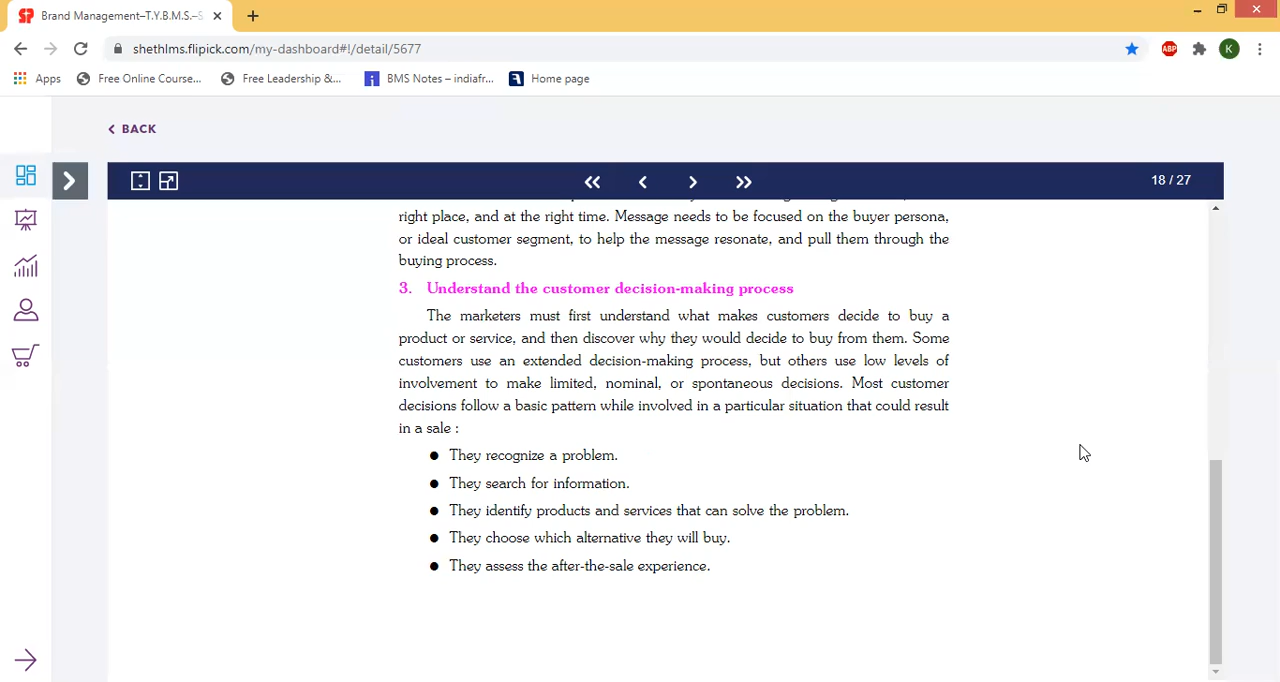 Brand Management–T.Y.B.M.S.–S
shethlms.flipick.com/my-dashboard#!/detail/5677
ABP
K
Apps
Free Online Course...
Free Leadership &...
BMS Notes – indiafr...
Home page
BACK
18 / 27
right place, and at the right time. Message needs to be focused on the buyer persona,
or ideal customer segment, to help the message resonate, and pull them through the
buying process.
3. Understand the customer decision-making process
The marketers must first understand what makes customers decide to buy a
product or service, and then discover why they would decide to buy from them. Some
customers use an extended decision-making process, but others use low levels of
involvement to make limited, nominal, or spontaneous decisions. Most customer
decisions follow a basic pattern while involved in a particular situation that could result
in a sale :
● They recognize a problem.
● They search for information.
● They identify products and services that can solve the problem.
● They choose which alternative they will buy.
● They assess the after-the-sale experience.